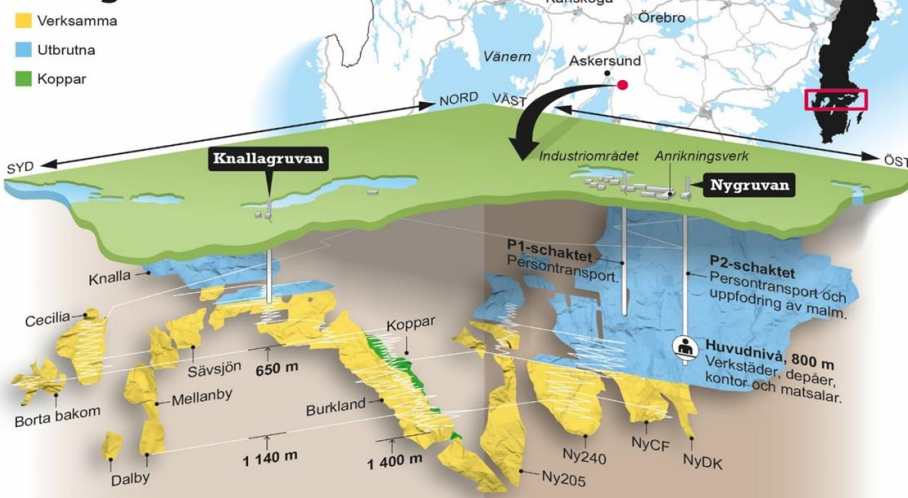 Verksamma
Utbrutna
Koppar
Örebro
Vänern
Askersund
NORD
VÄST
SYD
ÖST
Knallagruvan
Industriområdet
Anrikningsverk
Nygruvan
P1-schaktet
Persontransport.
P2-schaktet
Persontransport och
uppfodring av malm.
Knalla
Cecilia
Koppar
Huvudnivå, 800 m
Verkstäder, depåer,
kontor och matsalar.
Sävsjön
650 m
Mellanby
Borta bakom
Burkland
1 140 m
1 400 m
Dalby
Ny240
NyCF
NyDK
Ny205